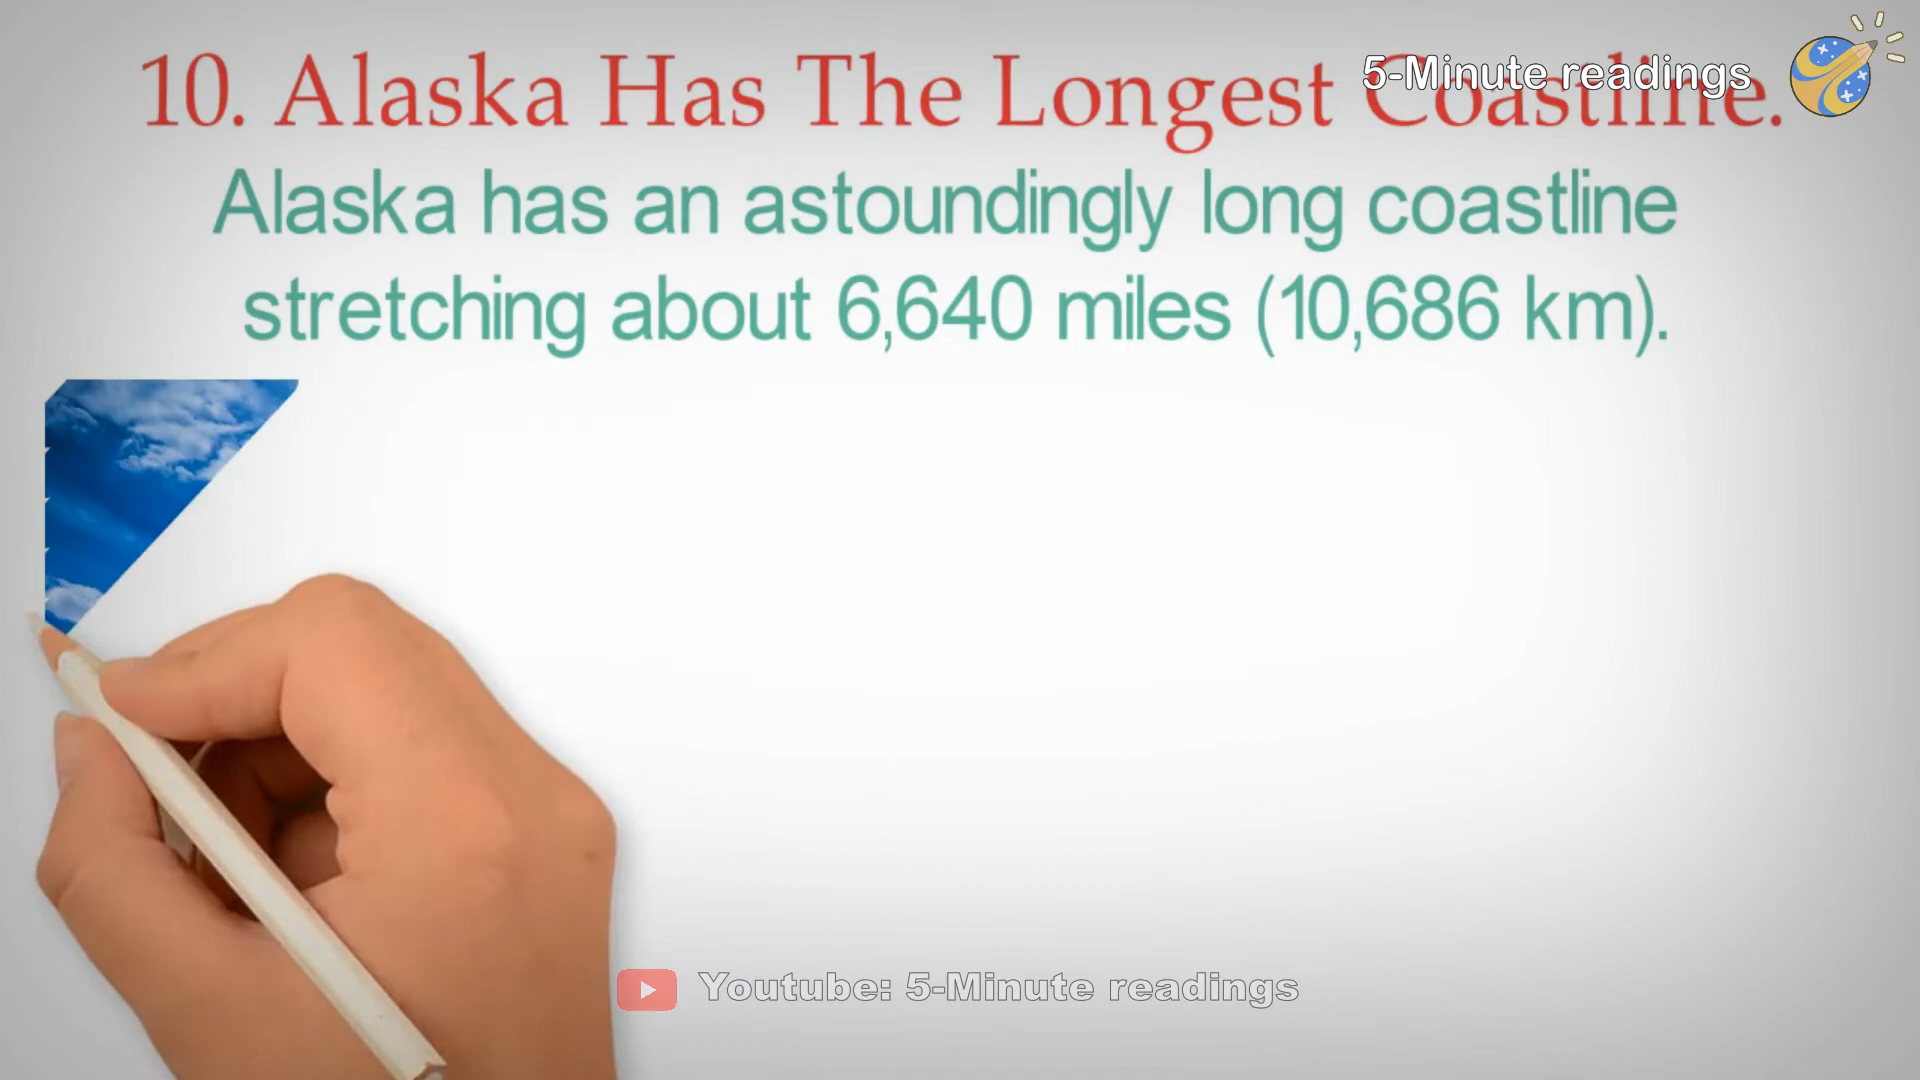 10. Alaska Has The Longest Coastline.
5-Minute readings
Alaska has an astoundingly long coastline
stretching about 6,640 miles (10,686 km).
Youtube: 5-Minute readings